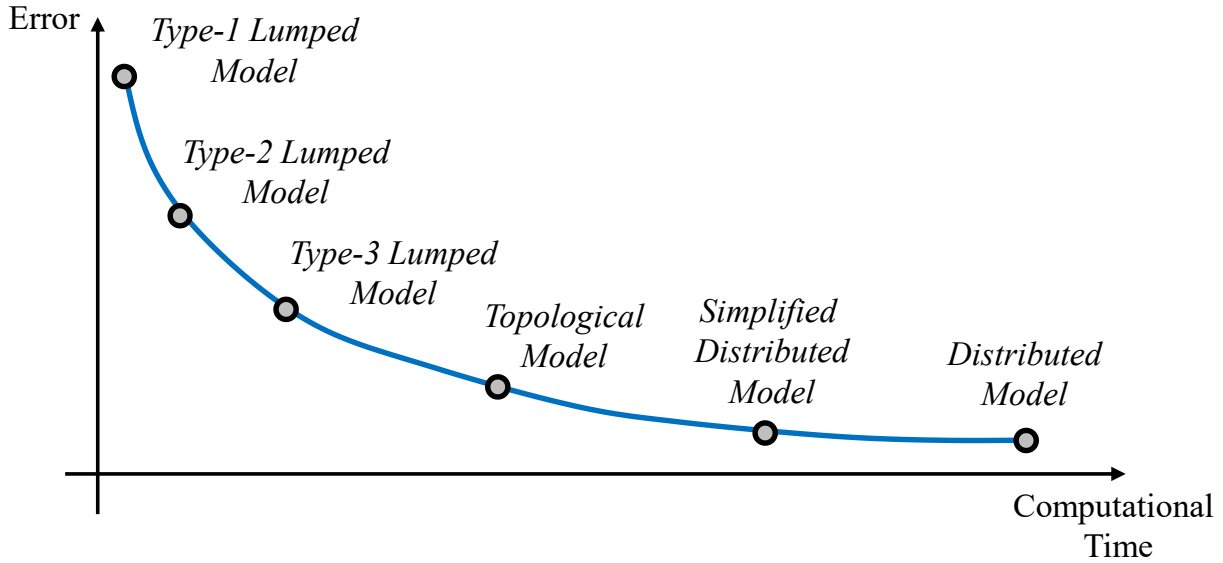 Error
Type-1 Lumped
Model
Type-2 Lumped
Model
Type-3 Lumped
Model
Topological
Model
Simplified
Distributed
Model
Distributed
Model
Computational
Time